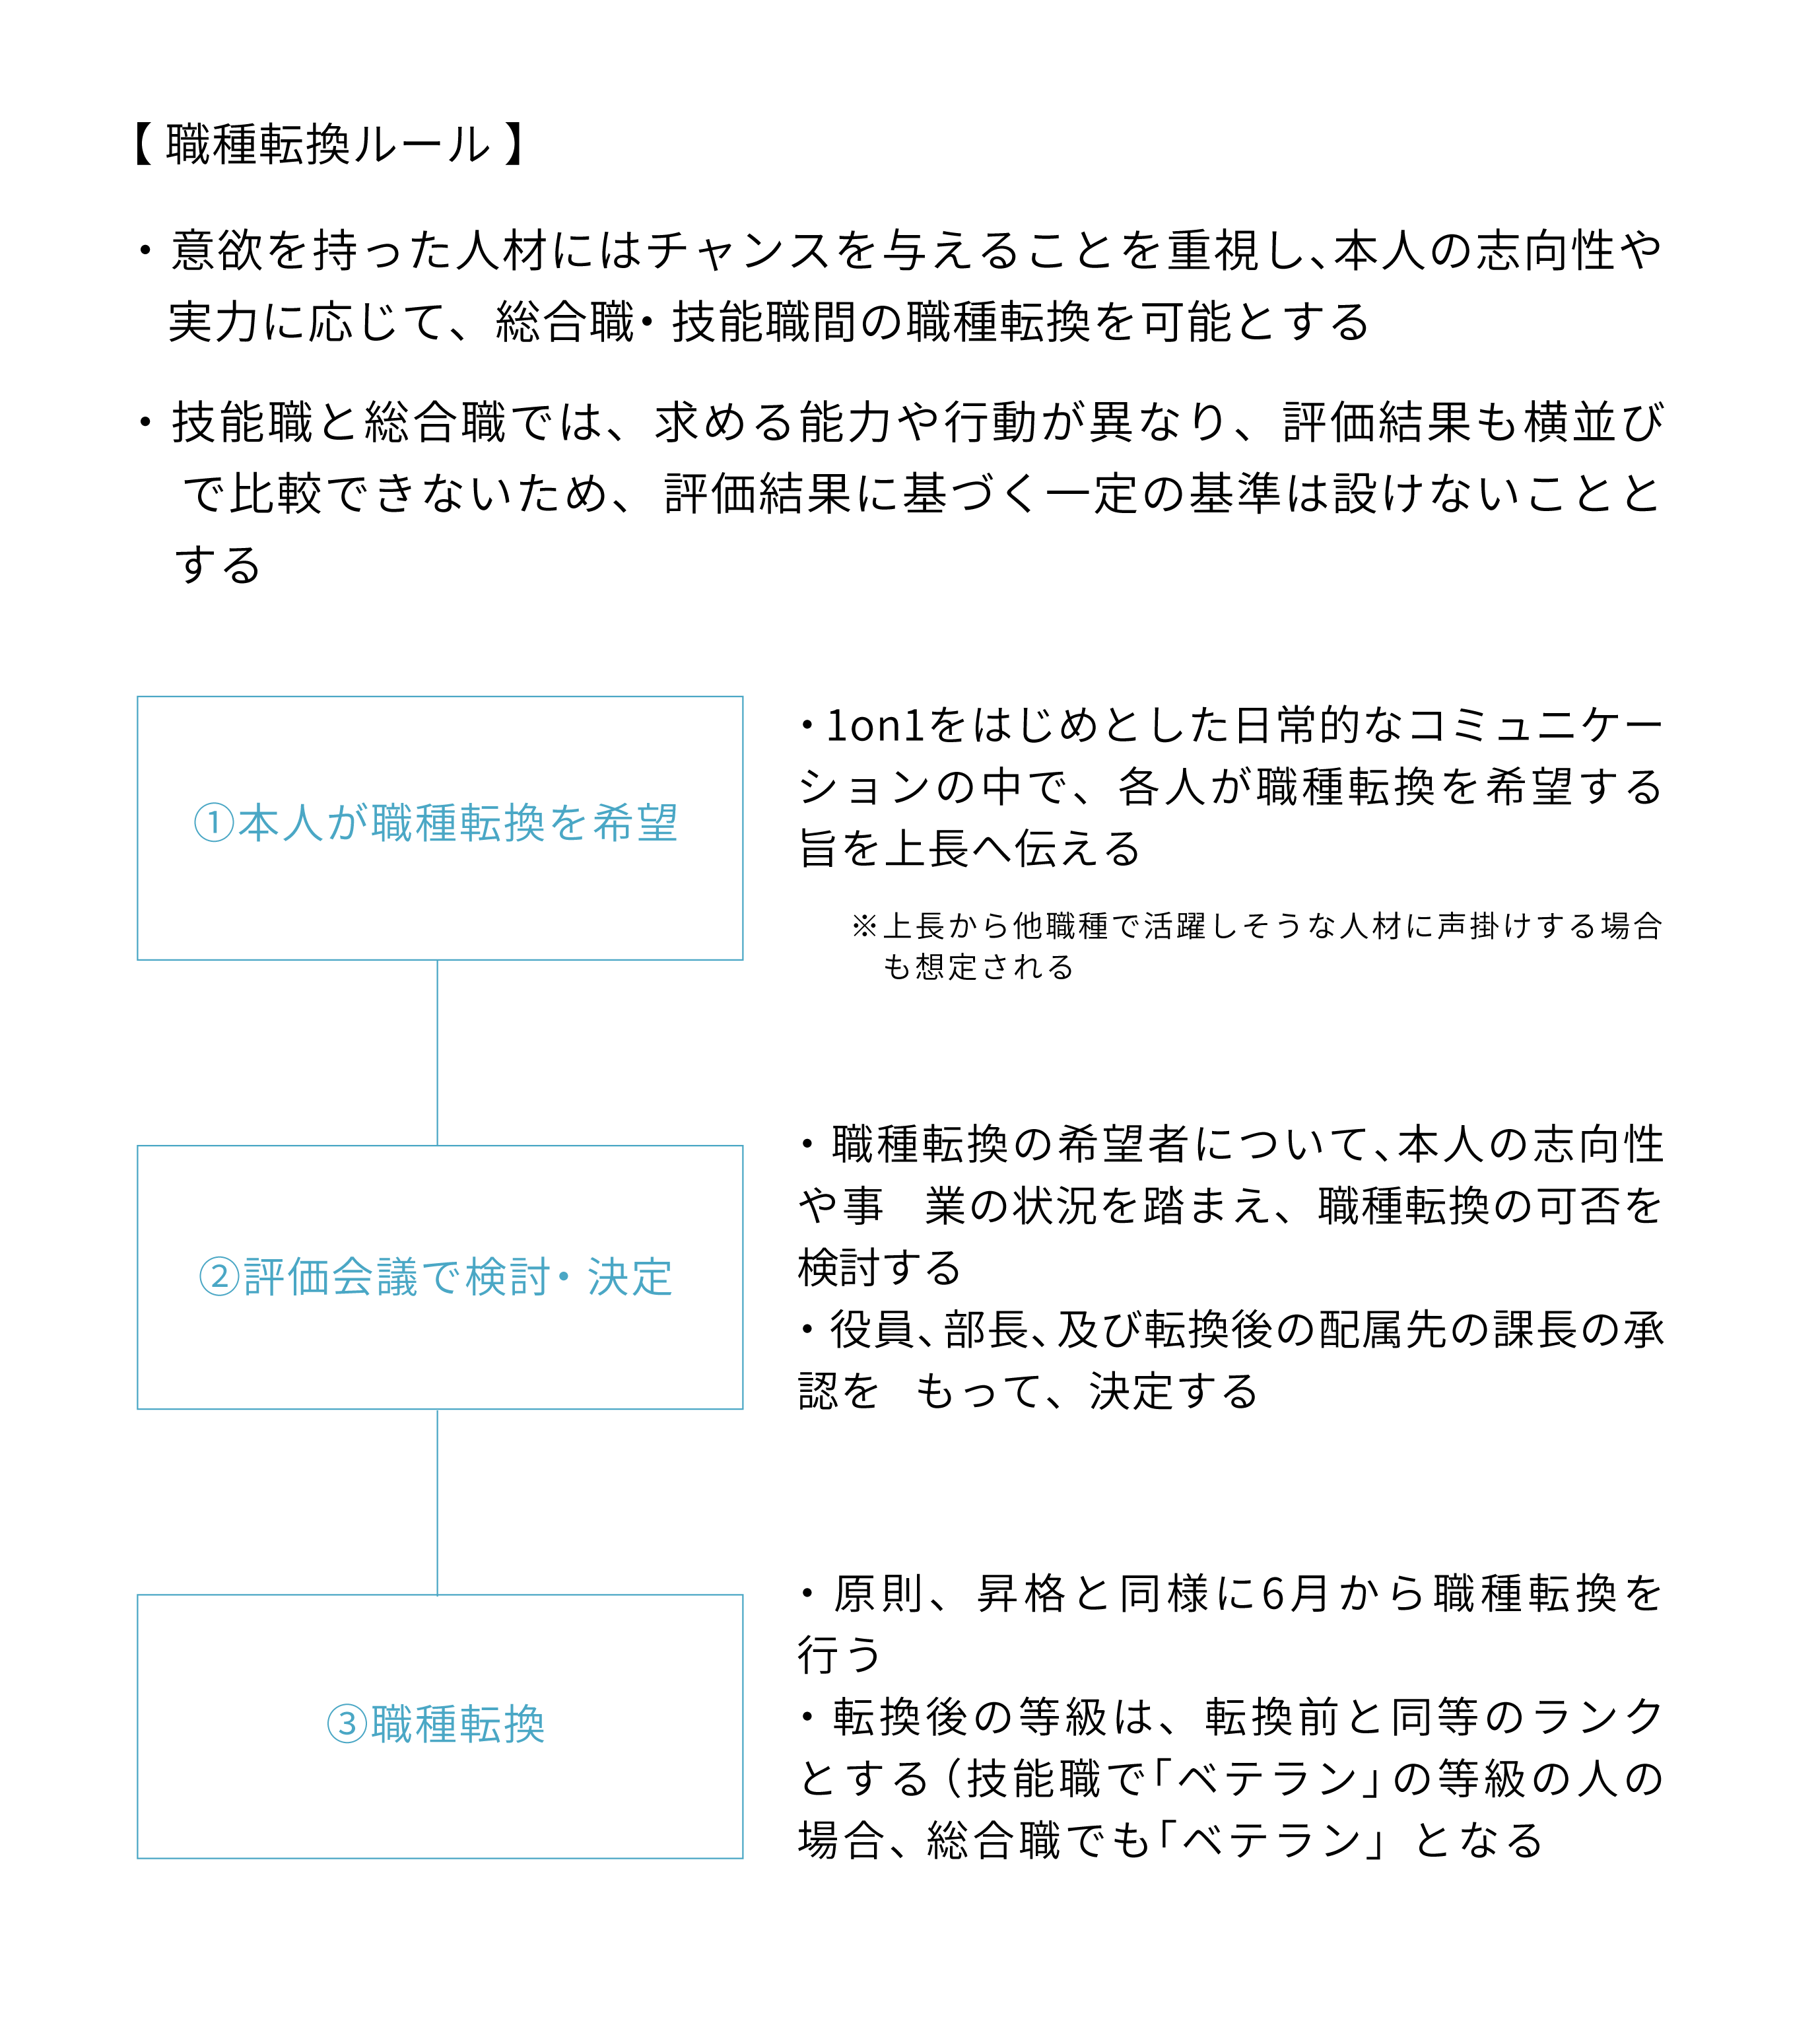 【 職種転換ルール 】
・ 意欲を持った人材にはチャンスを与えることを重視し、本人の志向性や
実力に応じて、総合職・ 技能職間の職種転換を可能とする
・ 技能職と総合職では、求める能力や行動が異なり、評価結果も横並び
で比較できないため、 評価結果に基づく一定の基準は設けないことと
する
①本人が職種転換を希望
・1on1をはじめとした日常的なコミュニケー
ションの中で、各人が職種転換を希望する
旨を上長へ伝える
※上長から他職種で活躍しそうな人材に声掛けする場合
も想定される
②評価会議で検討・ 決定
・ 職種転換の希望者について、本人の志向性
や事　業の状況を踏まえ、職種転換の可否を
検討する
・ 役員、部長、及び転換後の配属先の課長の承
認を　もって、決定する
③職種転換
・ 原則、昇格と同様に6月から職種転換を
行う
・ 転換後の等級は、転換前と同等のランク
とする（技能職で「ベテラン」の等級の人の
場合、総合職でも「ベテラン」 となる